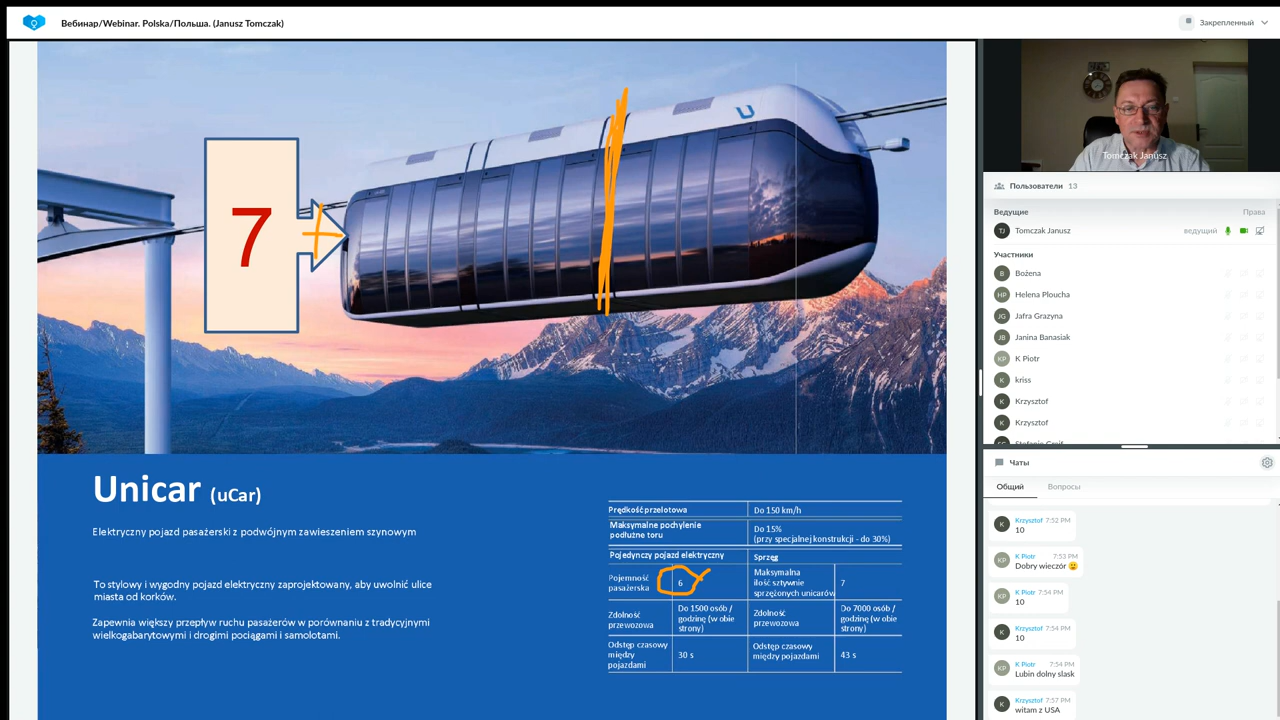 Вебинар/Webinar. Polska/Польша. (Janusz Tomczak)
Закрепленный
7
U
Unicar (uCar)
Elektryczny pojazd pasażerski z podwójnym zawieszeniem szynowym
To stylowy i wygodny pojazd elektryczny zaprojektowany, aby uwolnić ulice
miasta od korków.
Zapewnia większy przepływ ruchu pasażerów w porównaniu z tradycyjnymi
wielkogabarytowymi i drogimi pociągami i samolotami.
Prędkość przelotowa
Do 150 km/h
Maksymalne pochylenie
podłużne toru
Do 15%
(przy specjalnej konstrukcji - do 30%)
Pojedynczy pojazd elektryczny
Sprzęg
Pojemność
pasażerska
6
Maksymalna
ilość sztywnie
sprzężonych unicarów
7
Zdolność
przewozowa
Do 1500 osób /
godzinę (w obie
strony)
Zdolność
przewozowa
Do 7000 osób /
godzinę (w obie
strony)
Odstęp czasowy
między
pojazdami
30 s
Odstęp czasowy
między pojazdami
43 s
Tomczak Janusz
Пользователи 13
Ведущие
Права
TJ Tomczak Janusz ведущий
Участники
B Bożena
HP Helena Ploucha
JG Jafra Grazyna
JB Janina Banasiak
KP K Piotr
K kriss
K Krzysztof
K Krzysztof
Чаты
Общий Вопросы
K Krzysztof 7:52 PM
10
KP K Piotr 7:53 PM
Dobry wieczór 🙂
KP K Piotr 7:54 PM
10
K Krzysztof 7:54 PM
10
KP K Piotr 7:54 PM
Lubin dolny slask
K Krzysztof 7:57 PM
witam z USA